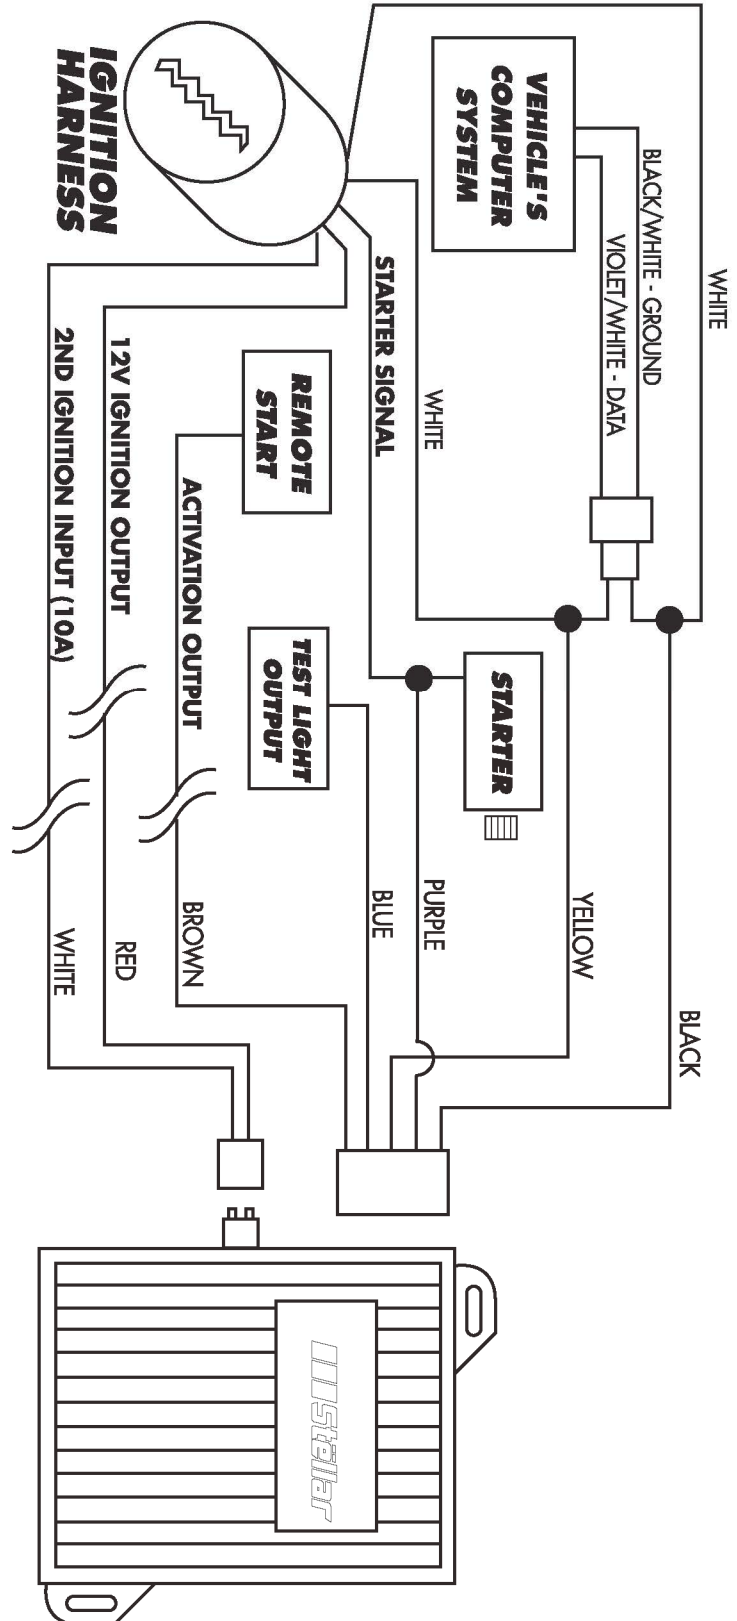 WHITE
BLACK/WHITE - GROUND
VIOLET/WHITE - DATA
VEHICLE'S
COMPUTER
SYSTEM
BLACK
YELLOW
STARTER
WHITE
PURPLE
STARTER SIGNAL
BLUE
TEST LIGHT
OUTPUT
REMOTE
START
ACTIVATION OUTPUT
BROWN
12V IGNITION OUTPUT
RED
2ND IGNITION INPUT (10A)
WHITE
IGNITION
HARNESS
Stellar